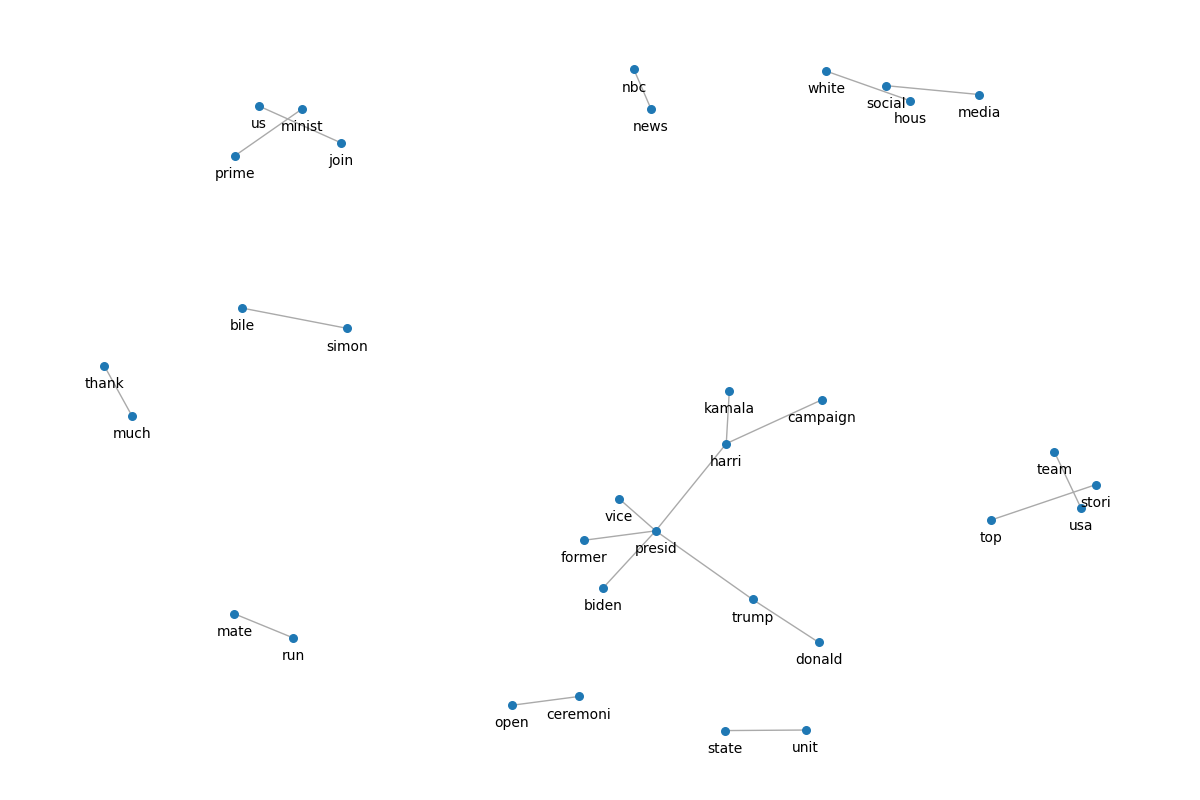 nbc
white
social
media
hous
us
minist
news
join
prime
bile
simon
thank
kamala
campaign
much
harri
team
stori
vice
usa
top
presid
former
biden
trump
mate
run
donald
ceremoni
open
state
unit